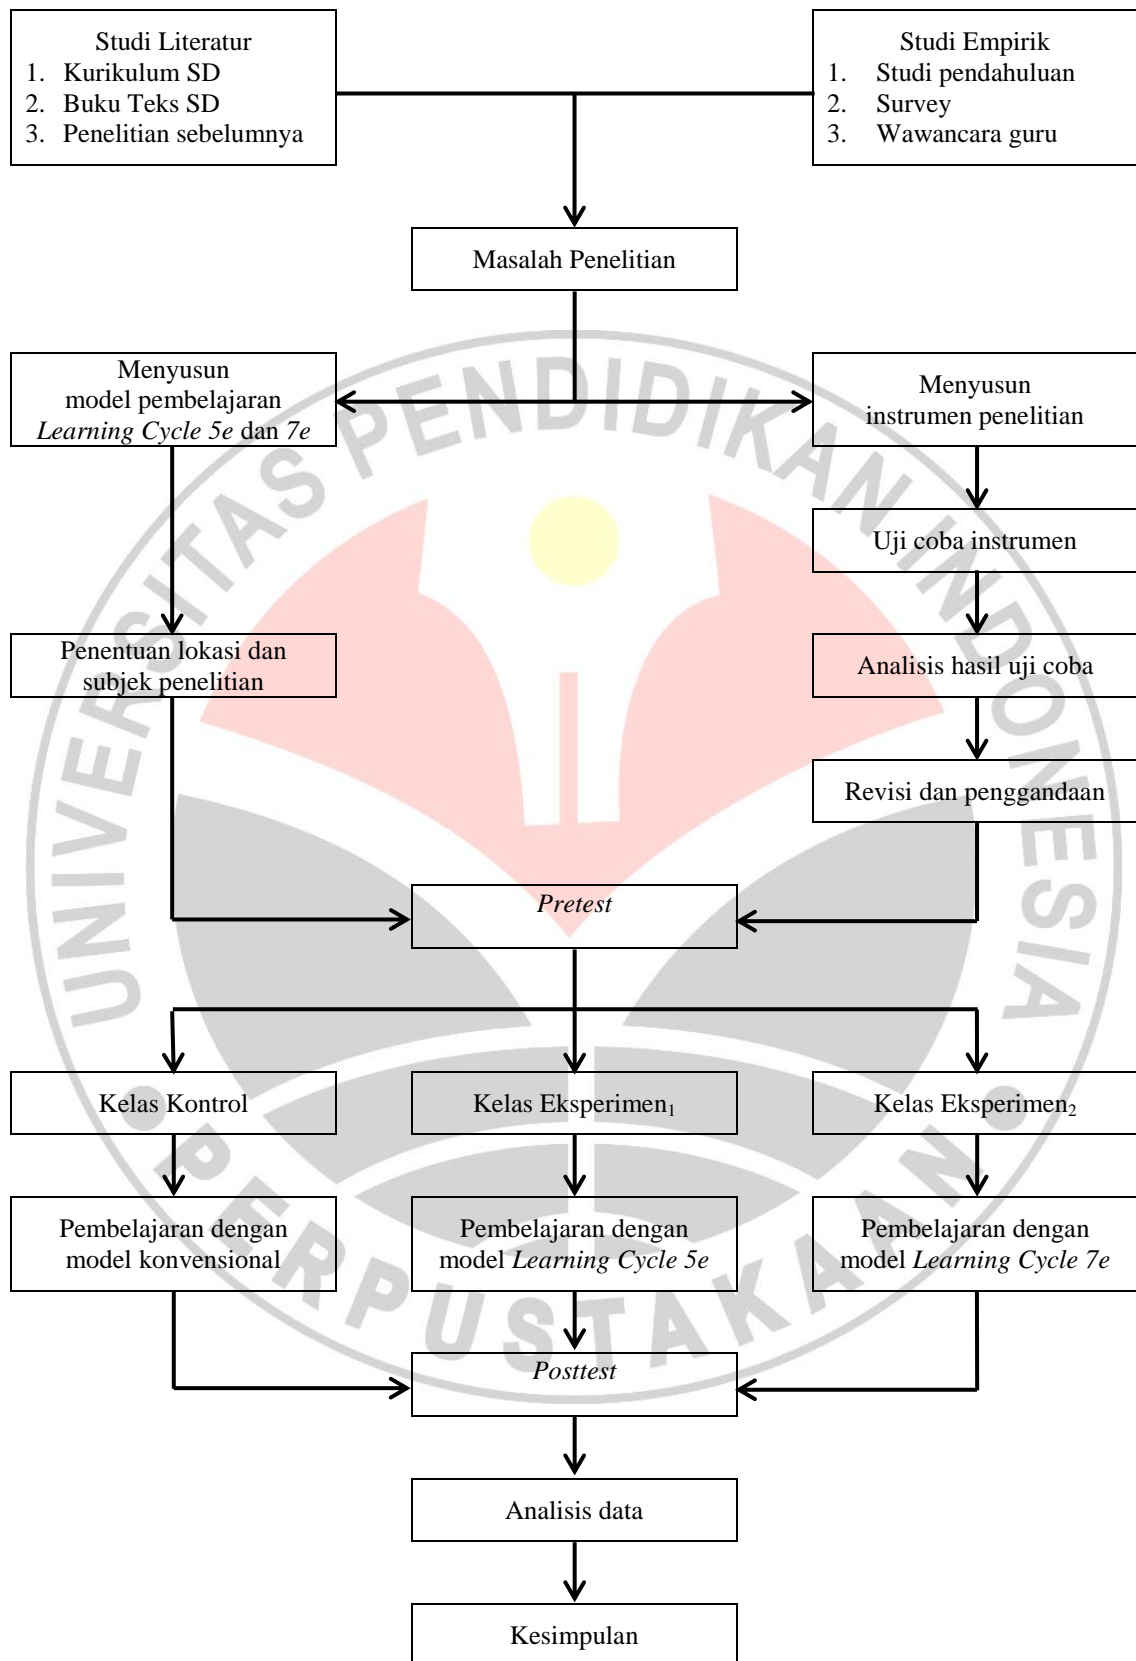 Studi Literatur
1. Kurikulum SD
2. Buku Teks SD
3. Penelitian sebelumnya
Studi Empirik
1. Studi pendahuluan
2. Survey
3. Wawancara guru
Masalah Penelitian
Menyusun
model pembelajaran
Learning Cycle 5e dan 7e
Menyusun
instrumen penelitian
Uji coba instrumen
Penentuan lokasi dan
subjek penelitian
Analisis hasil uji coba
Revisi dan penggandaan
Pretest
Kelas Kontrol
Kelas Eksperimen₁
Kelas Eksperimen₂
Pembelajaran dengan
model konvensional
Pembelajaran dengan
model Learning Cycle 5e
Pembelajaran dengan
model Learning Cycle 7e
Posttest
Analisis data
Kesimpulan
UNIVERSITAS PENDIDIKAN INDONESIA
PERPUSTAKAAN